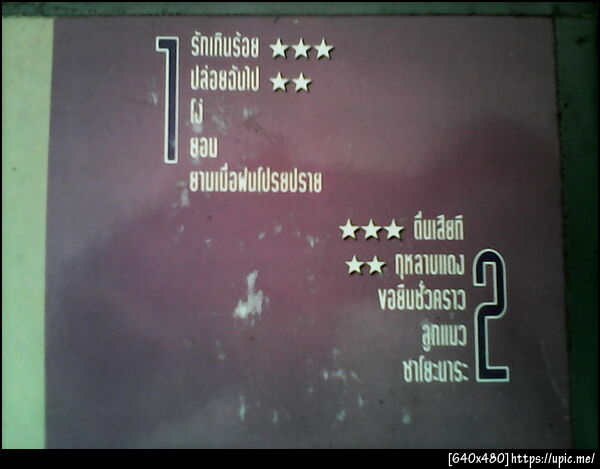 1
รักเกินร้อย ★★★
ปล่อยฉันไป ★★
โง่
ยอม
ยามเมื่อฝนโปรยปราย
2
★★★ ตื่นเสียที
★★ กุหลาบแดง
ขอยืมชั่วคราว
ลูกแมว
ซาโยะนาระ
[640x480]https://upic.me/